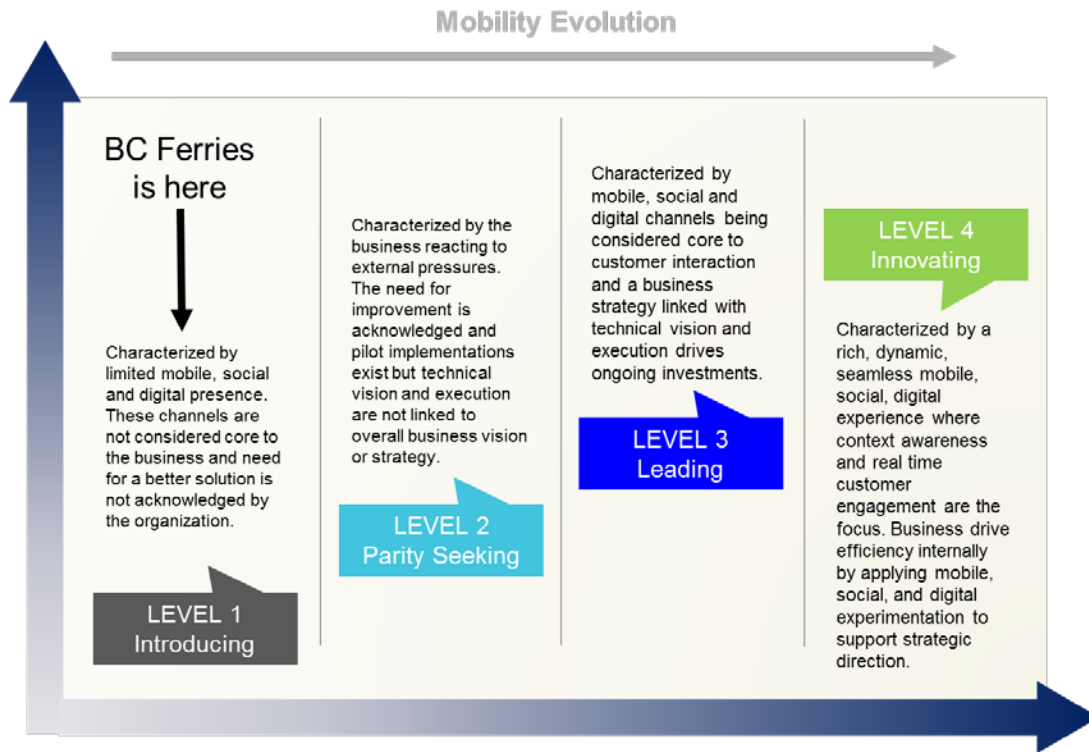 Mobility Evolution
BC Ferries
is here
Characterized by
limited mobile, social
and digital presence.
These channels are
not considered core to
the business and need
for a better solution is
not acknowledged by
the organization.
LEVEL 1
Introducing
Characterized by the
business reacting to
external pressures.
The need for
improvement is
acknowledged and
pilot implementations
exist but technical
vision and execution
are not linked to
overall business vision
or strategy.
LEVEL 2
Parity Seeking
Characterized by
mobile, social and
digital channels being
considered core to
customer interaction
and a business
strategy linked with
technical vision and
execution drives
ongoing investments.
LEVEL 3
Leading
LEVEL 4
Innovating
Characterized by a
rich, dynamic,
seamless mobile,
social, digital
experience where
context awareness
and real time
customer
engagement are the
focus. Business drive
efficiency internally
by applying mobile,
social, and digital
experimentation to
support strategic
direction.